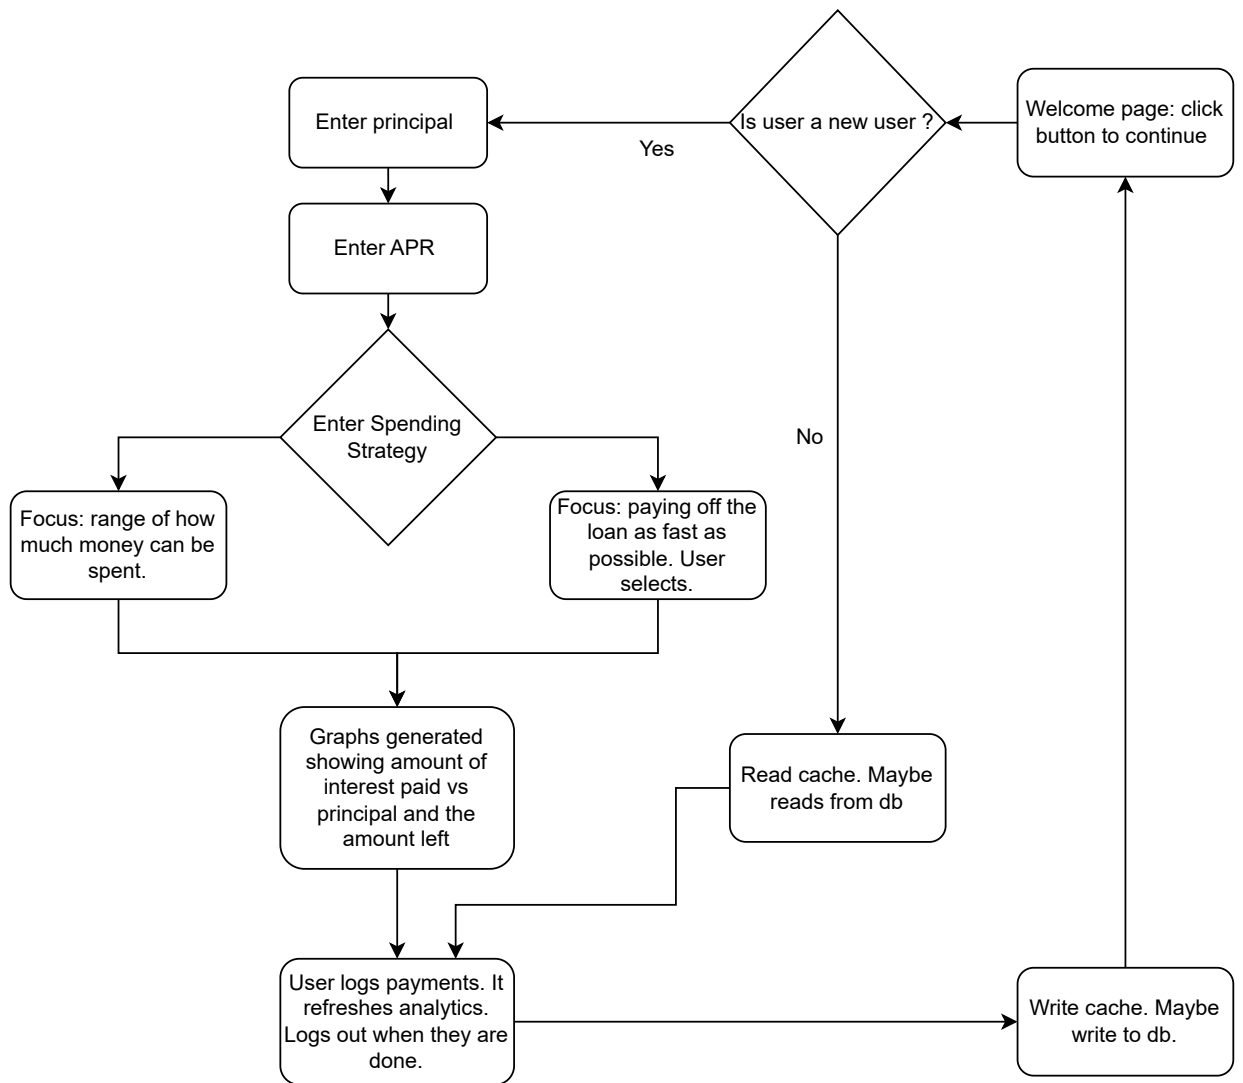 Is user a new user ?
Welcome page: click
button to continue
Enter principal
Yes
Enter APR
Enter Spending
Strategy
No
Focus: range of how
much money can be
spent.
Focus: paying off the
loan as fast as
possible. User
selects.
Graphs generated
showing amount of
interest paid vs
principal and the
amount left
Read cache. Maybe
reads from db
User logs payments. It
refreshes analytics.
Logs out when they are
done.
Write cache. Maybe
write to db.